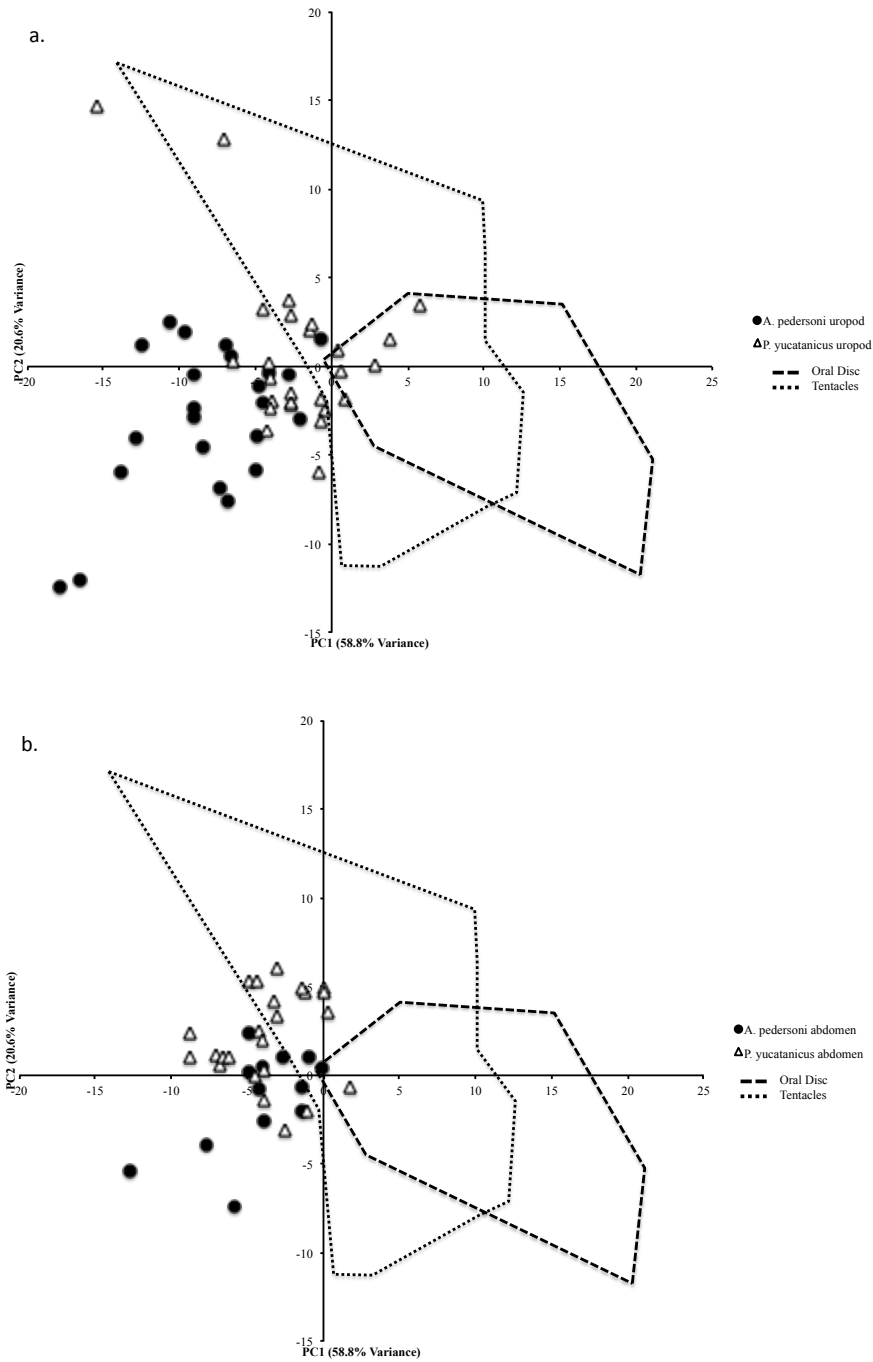 a.
20
15
10
5
0
-5
-10
-15
-20 -15 -10 -5 0 5 10 15 20 25
PC2 (20.6% Variance)
PC1 (58.8% Variance)
A. pedersoni uropod
P. yucatanicus uropod
Oral Disc
Tentacles
b.
20
15
10
5
0
-5
-10
-15
-20 -15 -10 -5 0 5 10 15 20 25
PC2 (20.6% Variance)
PC1 (58.8% Variance)
A. pedersoni abdomen
P. yucatanicus abdomen
Oral Disc
Tentacles